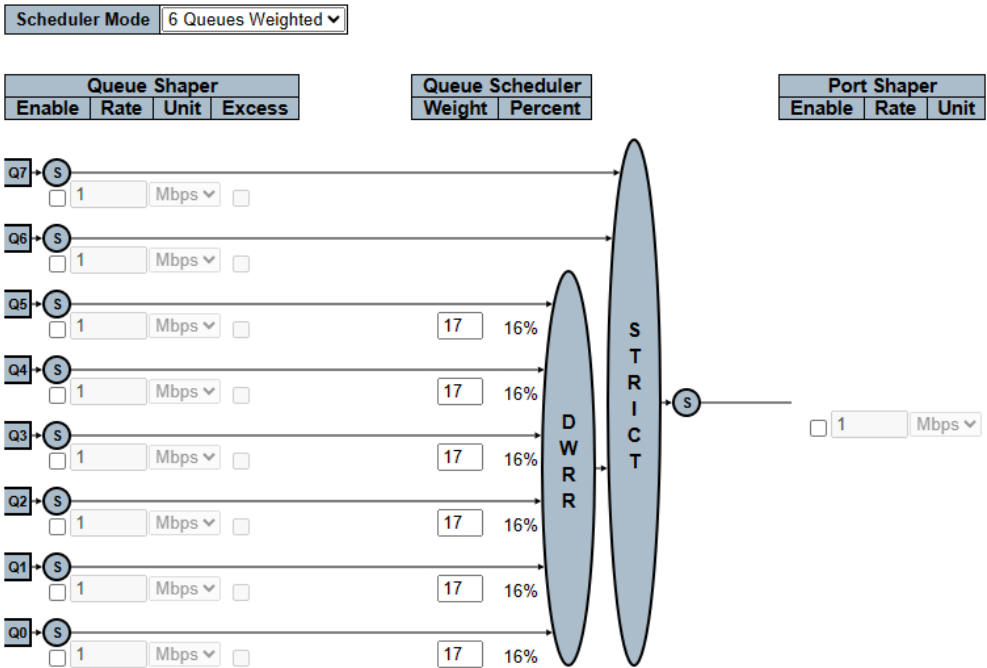 Scheduler Mode 6 Queues Weighted
Queue Shaper Queue Scheduler Port Shaper
Enable Rate Unit Excess Weight Percent Enable Rate Unit
Q7 S
1 Mbps
Q6 S
1 Mbps
Q5 S
1 Mbps 17 16%
Q4 S
1 Mbps 17 16%
Q3 S
1 Mbps 17 16%
Q2 S
1 Mbps 17 16%
Q1 S
1 Mbps 17 16%
Q0 S
1 Mbps 17 16%
DWRR
STRICT
S
1 Mbps